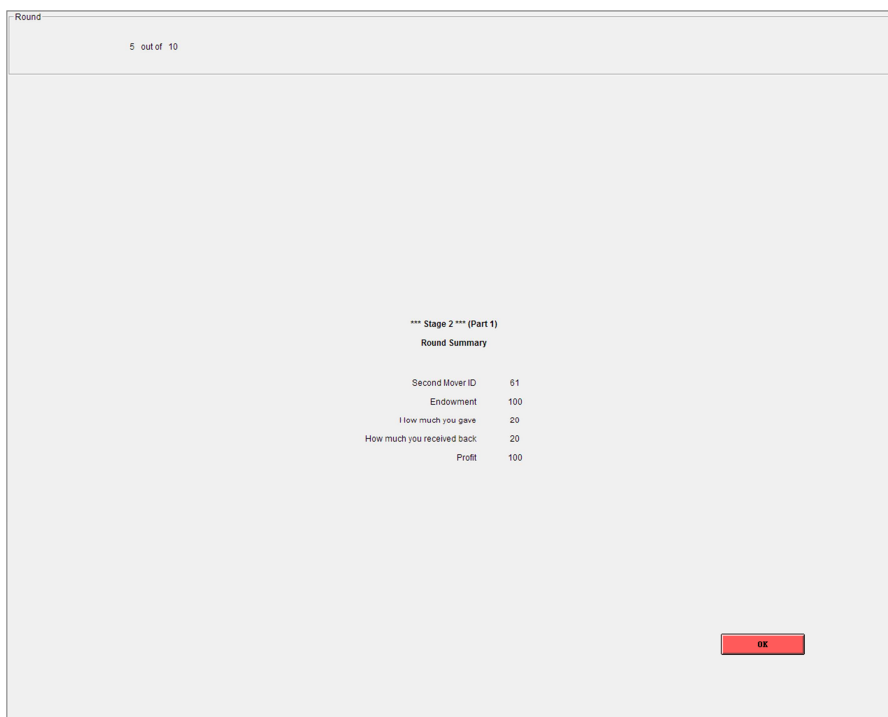 Round
5 out of 10
*** Stage 2 *** (Part 1)
Round Summary
Second Mover ID 61
Endowment 100
How much you gave 20
How much you received back 20
Profit 100
OK